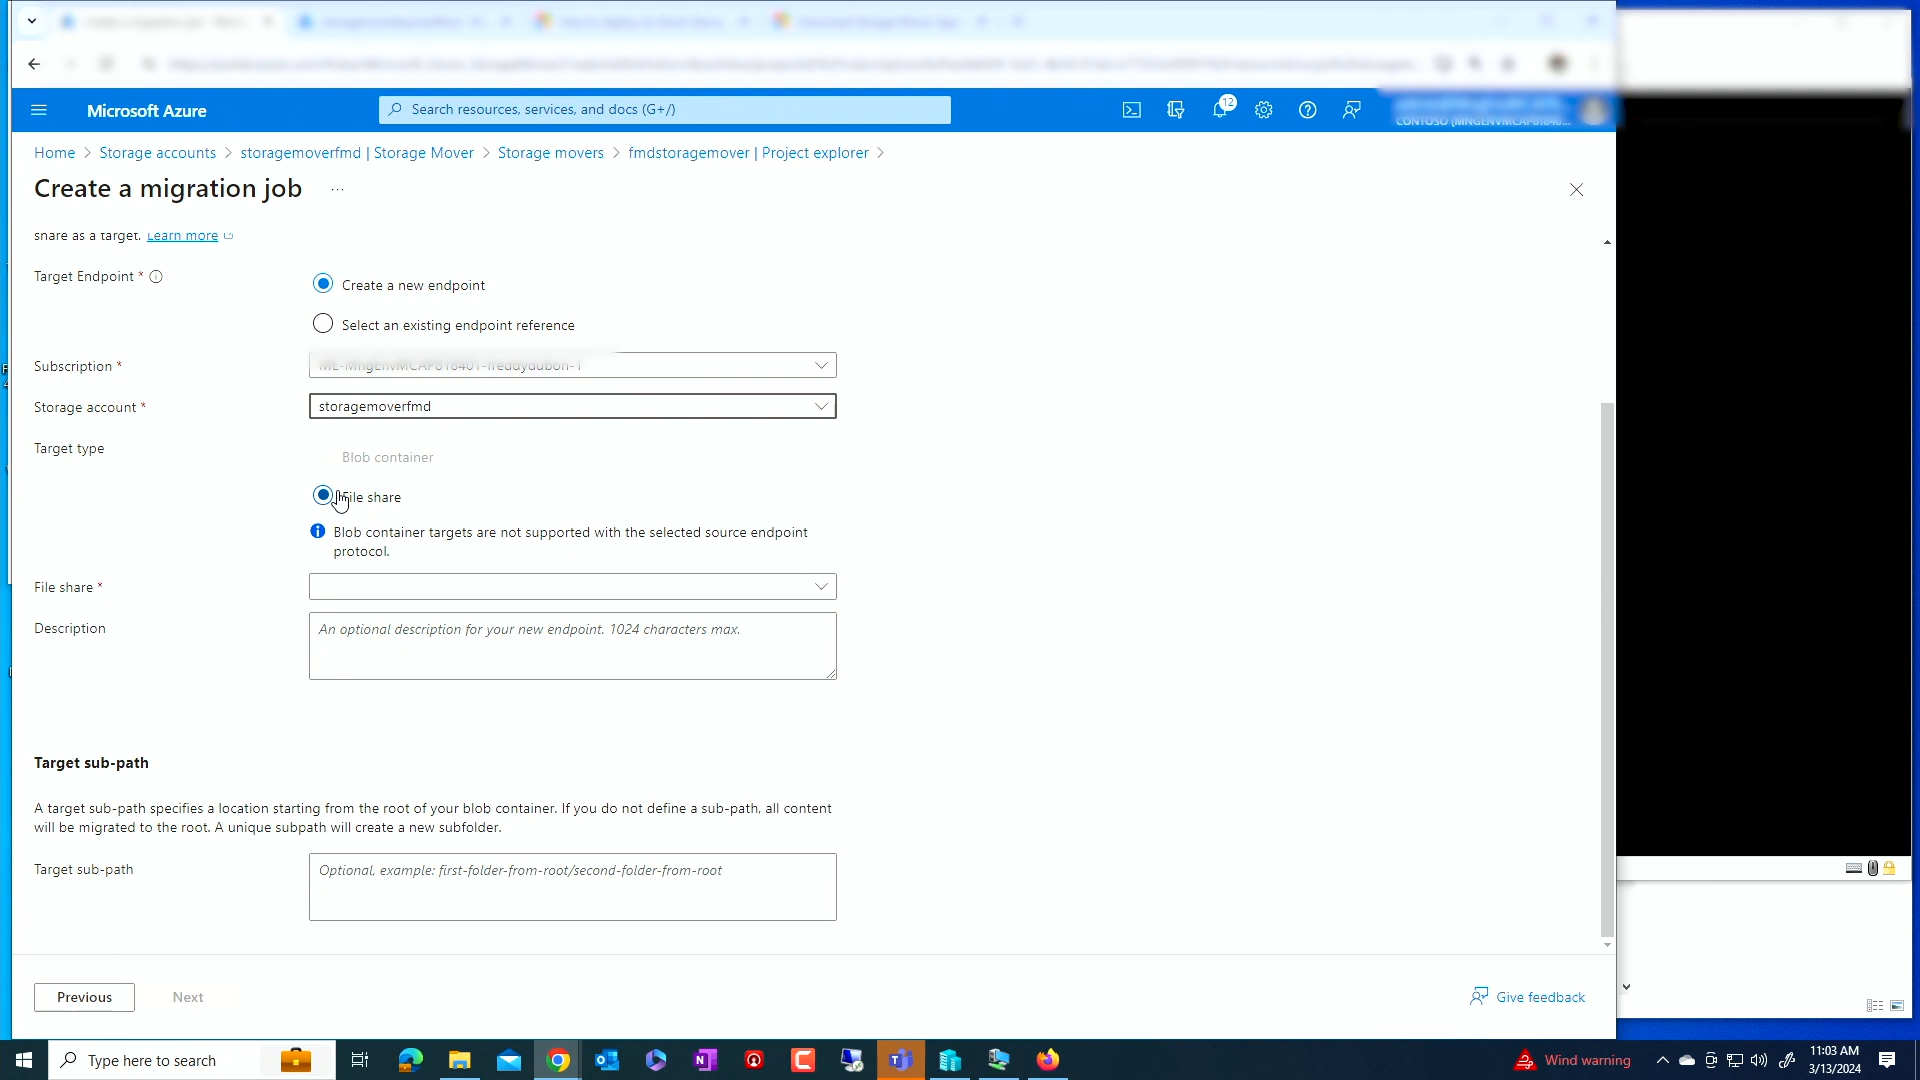 Microsoft Azure
Search resources, services, and docs (G+/)
12
Home > Storage accounts > storagemoverfmd | Storage Mover > Storage movers > fmdstoragemover | Project explorer >
Create a migration job ...
share as a target. Learn more
Target Endpoint *
Create a new endpoint
Select an existing endpoint reference
Subscription *
Storage account *
storagemoverfmd
Target type
Blob container
File share
Blob container targets are not supported with the selected source endpoint
protocol.
File share *
Description
An optional description for your new endpoint. 1024 characters max.
Target sub-path
A target sub-path specifies a location starting from the root of your blob container. If you do not define a sub-path, all content
will be migrated to the root. A unique subpath will create a new subfolder.
Target sub-path
Optional, example: first-folder-from-root/second-folder-from-root
Previous
Next
Give feedback
Type here to search
Wind warning
11:03 AM
3/13/2024